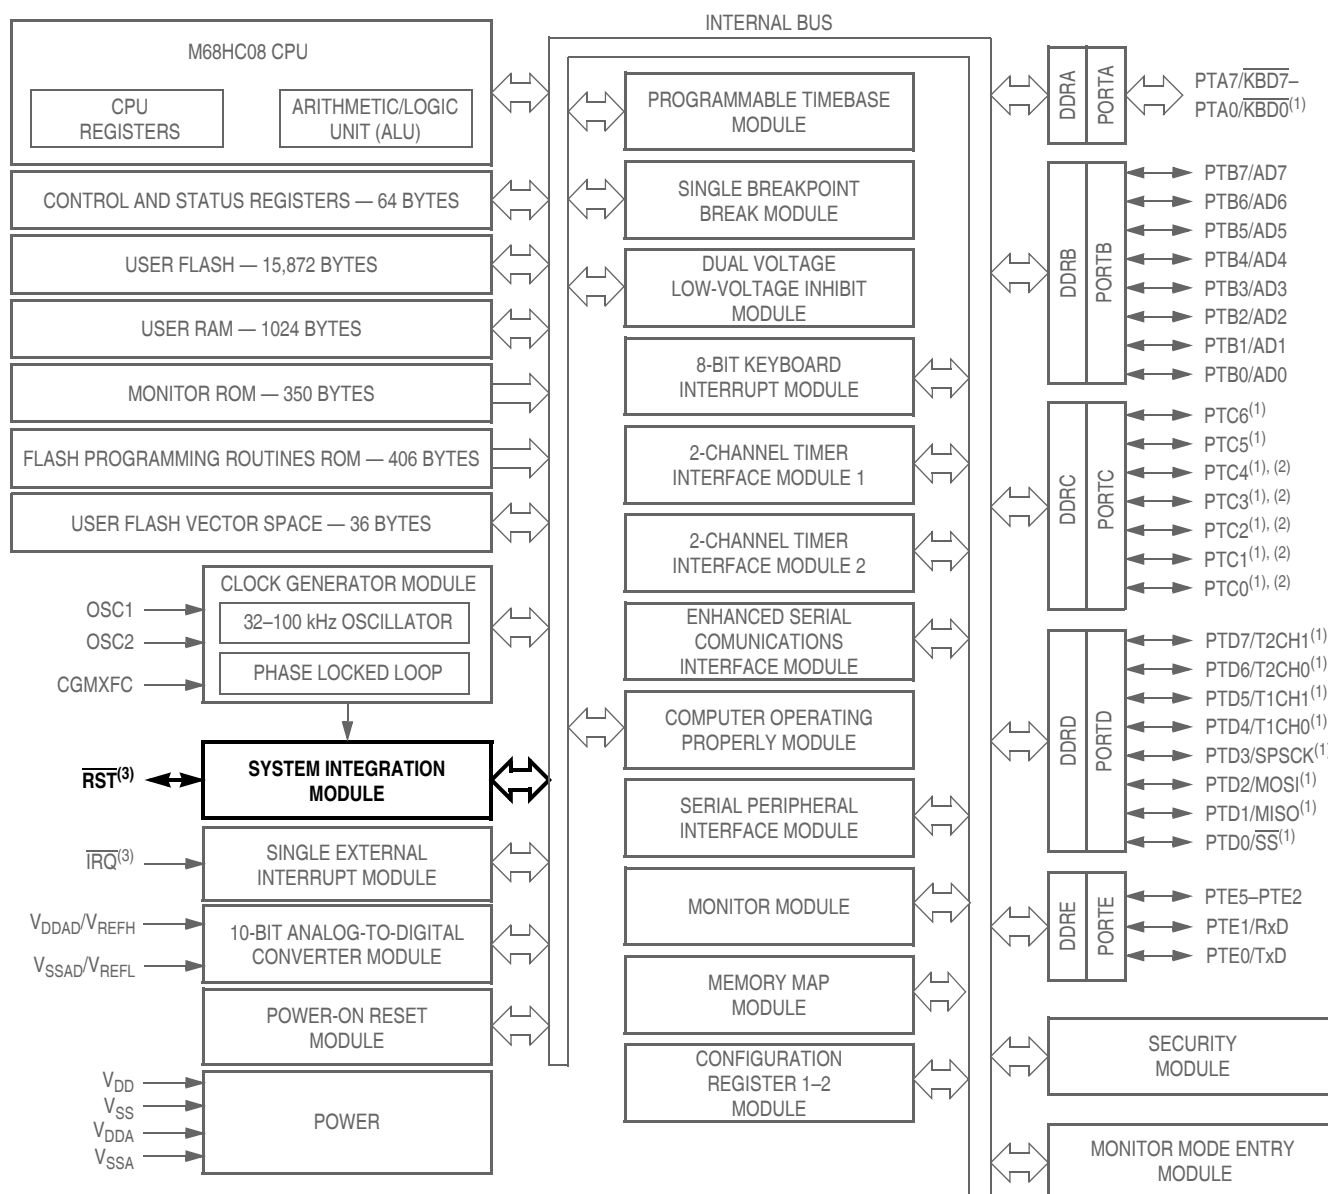 INTERNAL BUS
M68HC08 CPU
CPU
REGISTERS
ARITHMETIC/LOGIC
UNIT (ALU)
CONTROL AND STATUS REGISTERS — 64 BYTES
USER FLASH — 15,872 BYTES
USER RAM — 1024 BYTES
MONITOR ROM — 350 BYTES
FLASH PROGRAMMING ROUTINES ROM — 406 BYTES
USER FLASH VECTOR SPACE — 36 BYTES
CLOCK GENERATOR MODULE
32–100 kHz OSCILLATOR
PHASE LOCKED LOOP
OSC1
OSC2
CGMXFC
SYSTEM INTEGRATION
MODULE
R̅S̅T̅(3)
SINGLE EXTERNAL
INTERRUPT MODULE
I̅R̅Q̅(3)
10-BIT ANALOG-TO-DIGITAL
CONVERTER MODULE
VDDAD/VREFH
VSSAD/VREFL
POWER-ON RESET
MODULE
POWER
VDD
VSS
VDDA
VSSA
PROGRAMMABLE TIMEBASE
MODULE
SINGLE BREAKPOINT
BREAK MODULE
DUAL VOLTAGE
LOW-VOLTAGE INHIBIT
MODULE
8-BIT KEYBOARD
INTERRUPT MODULE
2-CHANNEL TIMER
INTERFACE MODULE 1
2-CHANNEL TIMER
INTERFACE MODULE 2
ENHANCED SERIAL
COMUNICATIONS
INTERFACE MODULE
COMPUTER OPERATING
PROPERLY MODULE
SERIAL PERIPHERAL
INTERFACE MODULE
MONITOR MODULE
MEMORY MAP
MODULE
CONFIGURATION
REGISTER 1–2
MODULE
DDRA
PORTA
PTA7/K̅B̅D̅7̅–
PTA0/K̅B̅D̅0̅(1)
DDRB
PORTB
PTB7/AD7
PTB6/AD6
PTB5/AD5
PTB4/AD4
PTB3/AD3
PTB2/AD2
PTB1/AD1
PTB0/AD0
DDRC
PORTC
PTC6(1)
PTC5(1)
PTC4(1), (2)
PTC3(1), (2)
PTC2(1), (2)
PTC1(1), (2)
PTC0(1), (2)
DDRD
PORTD
PTD7/T2CH1(1)
PTD6/T2CH0(1)
PTD5/T1CH1(1)
PTD4/T1CH0(1)
PTD3/SPSCK(1)
PTD2/MOSI(1)
PTD1/MISO(1)
PTD0/S̅S̅(1)
DDRE
PORTE
PTE5–PTE2
PTE1/RxD
PTE0/TxD
SECURITY
MODULE
MONITOR MODE ENTRY
MODULE